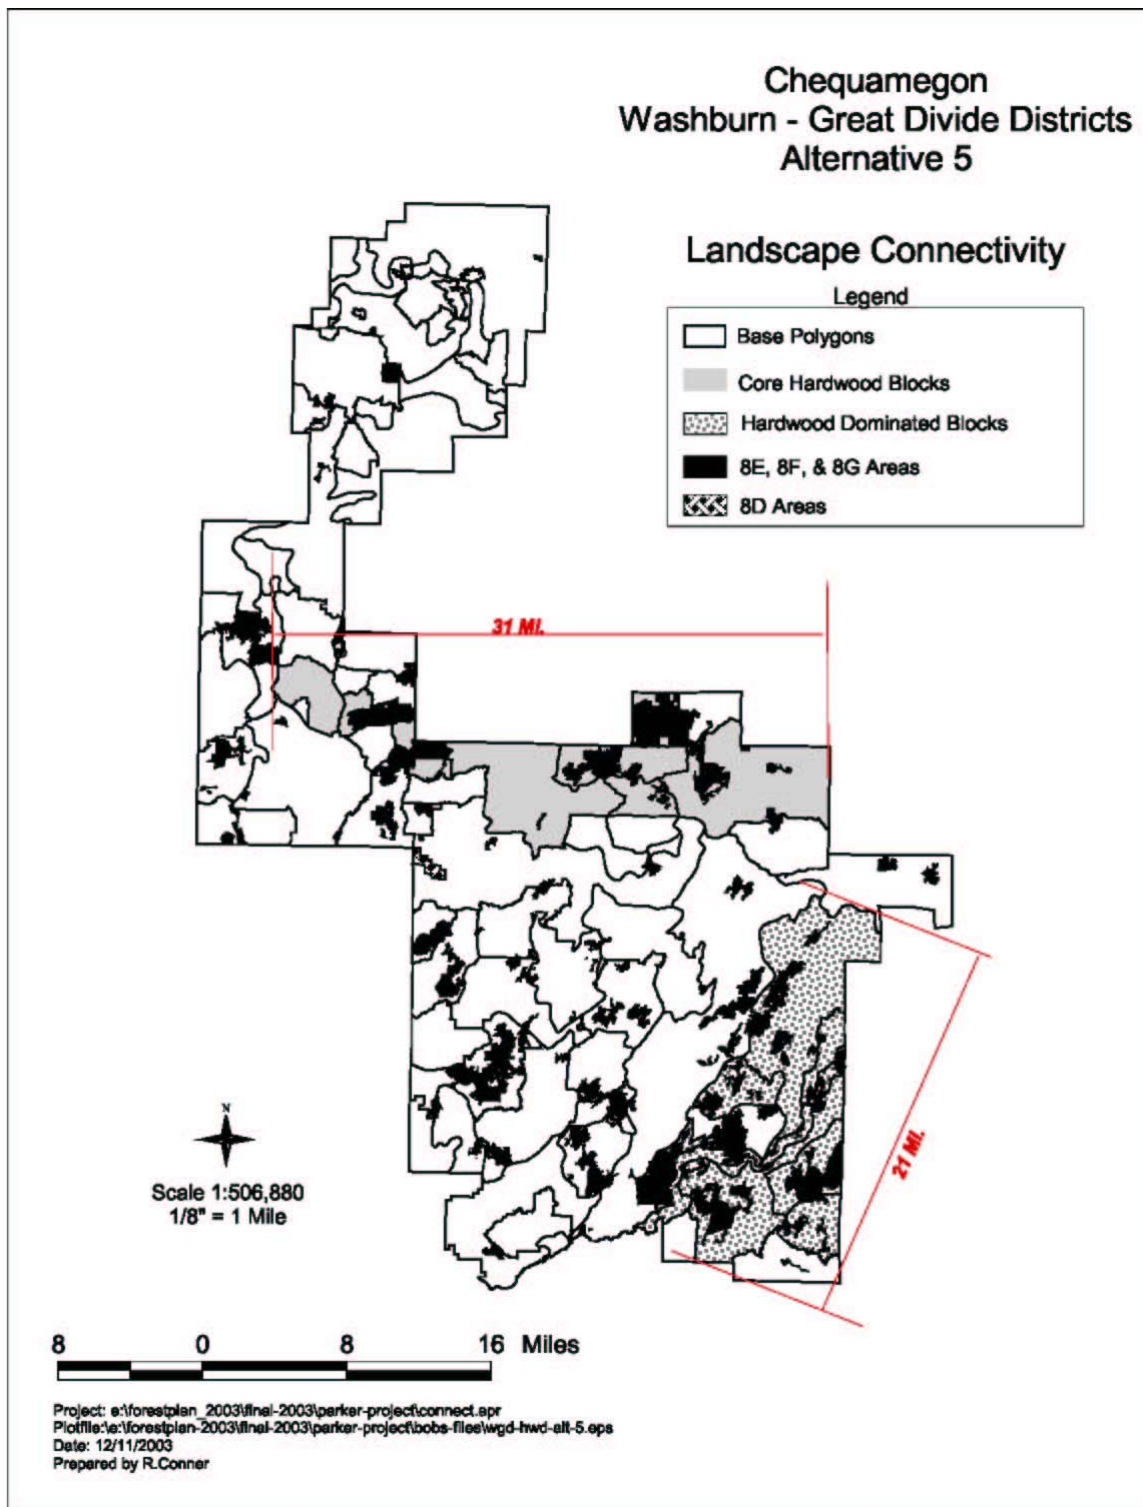 Chequamegon
Washburn - Great Divide Districts
Alternative 5
Landscape Connectivity
Legend
Base Polygons
Core Hardwood Blocks
Hardwood Dominated Blocks
8E, 8F, & 8G Areas
8D Areas
31 Mi.
21 Mi.
N
Scale 1:506,880
1/8" = 1 Mile
8 0 8 16 Miles
Project: e:\forestplan_2003\final-2003\parker-project\connect.apr
Plotfile:\e:\forestplan-2003\final-2003\parker-project\bobs-files\wgd-hwd-alt-5.eps
Date: 12/11/2003
Prepared by R.Conner